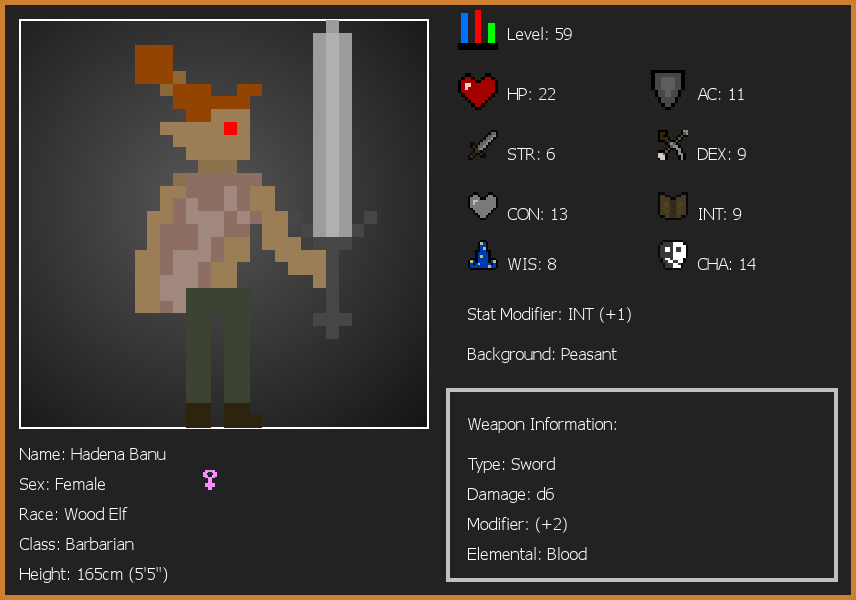 Level: 59
HP: 22
AC: 11
STR: 6
DEX: 9
CON: 13
INT: 9
WIS: 8
CHA: 14
Stat Modifier: INT (+1)
Background: Peasant
Weapon Information:
Type: Sword
Damage: d6
Modifier: (+2)
Elemental: Blood
Name: Hadena Banu
Sex: Female
Race: Wood Elf
Class: Barbarian
Height: 165cm (5'5")